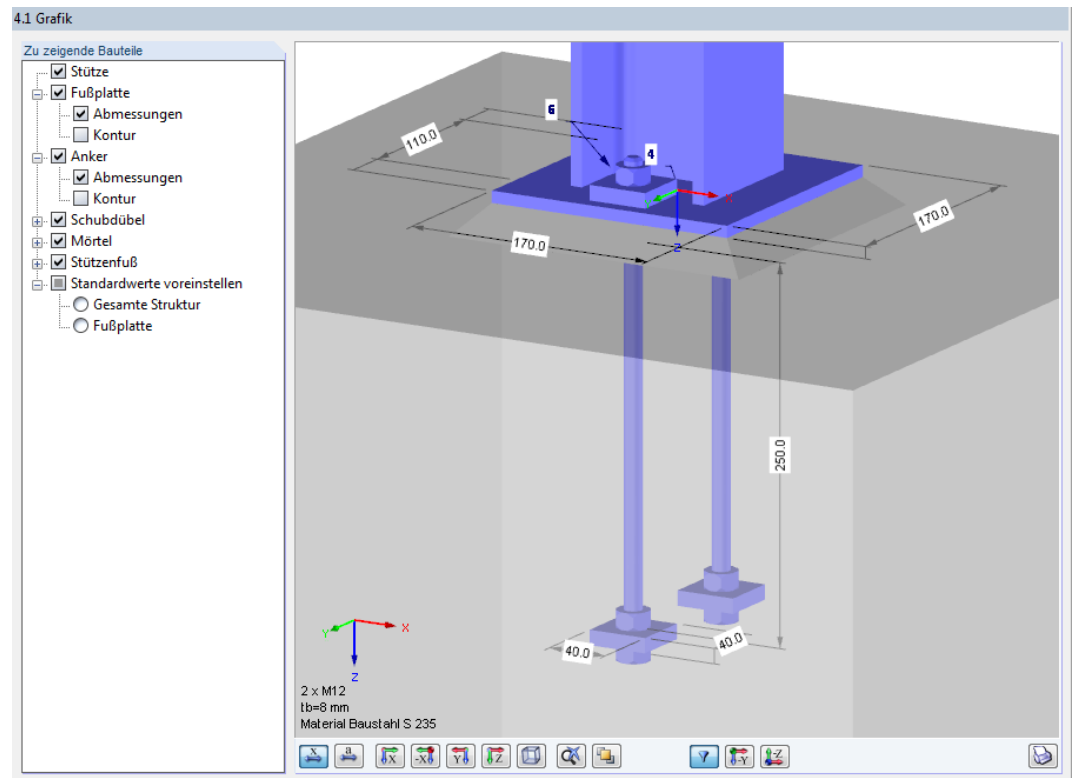 4.1 Grafik
Zu zeigende Bauteile
Stütze
Fußplatte
Abmessungen
Kontur
Anker
Abmessungen
Kontur
Schubdübel
Mörtel
Stützenfuß
Standardwerte voreinstellen
Gesamte Struktur
Fußplatte
6
110.0
4
X
Y
Z
170.0
170.0
250.0
40.0
40.0
Y
X
Z
2 x M12
tb=8 mm
Material Baustahl S 235
x a X -X Y Z -Y -Z